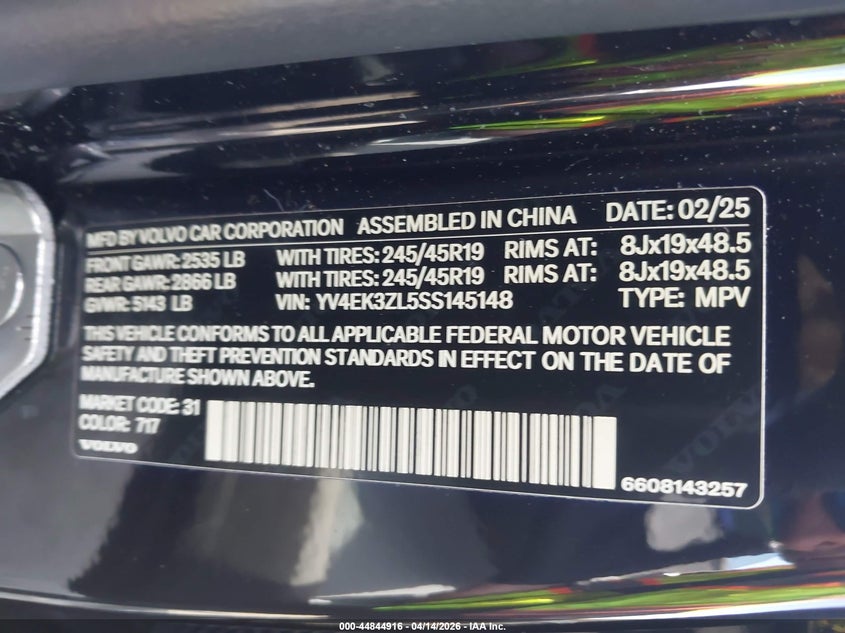 MFD BY VOLVO CAR CORPORATION ASSEMBLED IN CHINA DATE: 02/25
FRONT GAWR: 2535 LB WITH TIRES: 245/45R19 RIMS AT: 8Jx19x48.5
REAR GAWR: 2866 LB WITH TIRES: 245/45R19 RIMS AT: 8Jx19x48.5
GVWR: 5143 LB VIN: YV4EK3ZL5SS145148 TYPE: MPV
THIS VEHICLE CONFORMS TO ALL APPLICABLE FEDERAL MOTOR VEHICLE
SAFETY AND THEFT PREVENTION STANDARDS IN EFFECT ON THE DATE OF
MANUFACTURE SHOWN ABOVE.
MARKET CODE: 31
COLOR: 717
VOLVO
6608143257
000-44844916 - 04/14/2026 - IAA Inc.